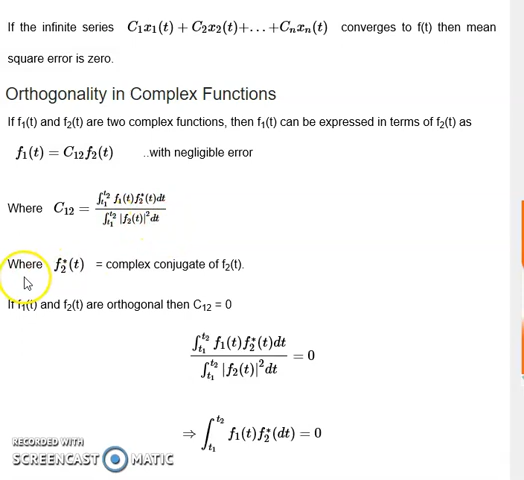 If the infinite series C₁x₁(t) + C₂x₂(t)+...+Cₙxₙ(t) converges to f(t) then mean
square error is zero.
Orthogonality in Complex Functions
If f₁(t) and f₂(t) are two complex functions, then f₁(t) can be expressed in terms of f₂(t) as
f₁(t) = C₁₂f₂(t) ..with negligible error
Where C₁₂ = ∫_{t₁}^{t₂} f₁(t)f₂*(t)dt / ∫_{t₁}^{t₂} |f₂(t)|²dt
Where f₂*(t) = complex conjugate of f₂(t).
If f₁(t) and f₂(t) are orthogonal then C₁₂ = 0
∫_{t₁}^{t₂} f₁(t)f₂*(t)dt / ∫_{t₁}^{t₂} |f₂(t)|²dt = 0
⇒ ∫_{t₁}^{t₂} f₁(t)f₂*(dt) = 0
RECORDED WITH
SCREENCAST MATIC